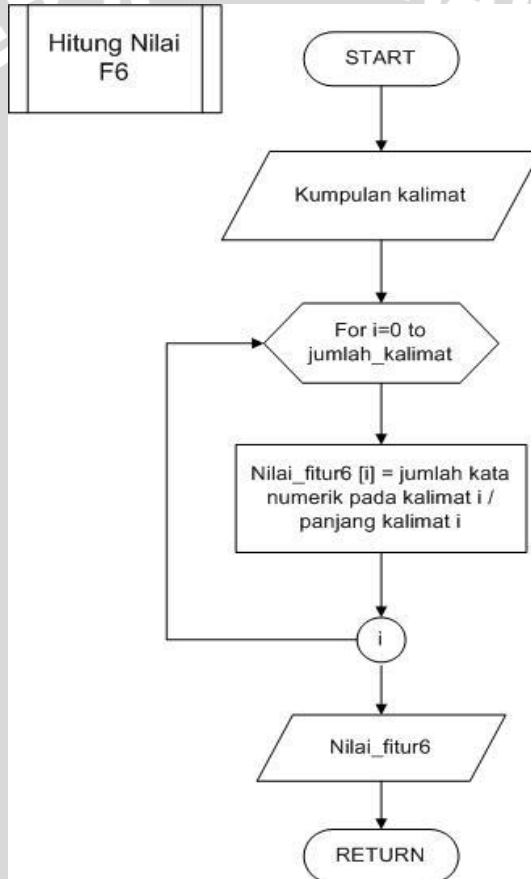 Hitung Nilai
F6
START
Kumpulan kalimat
For i=0 to
jumlah_kalimat
Nilai_fitur6 [i] = jumlah kata
numerik pada kalimat i /
panjang kalimat i
i
Nilai_fitur6
RETURN